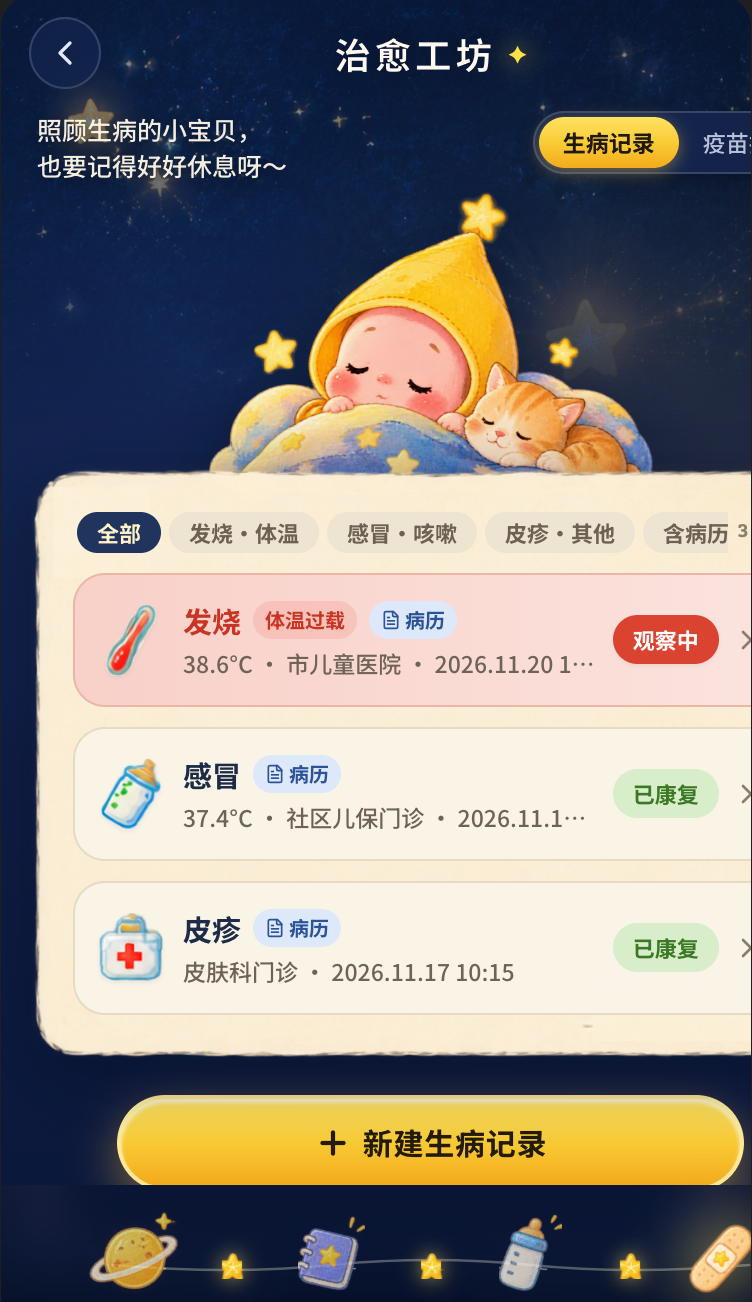 治愈工坊
照顾生病的小宝贝，
也要记得好好休息呀～
生病记录 疫苗
全部 发烧·体温 感冒·咳嗽 皮疹·其他 含病历 3
发烧 体温过载 病历
38.6°C · 市儿童医院 · 2026.11.20 1···
观察中
感冒 病历
37.4°C · 社区儿保门诊 · 2026.11.1···
已康复
皮疹 病历
皮肤科门诊 · 2026.11.17 10:15
已康复
＋ 新建生病记录